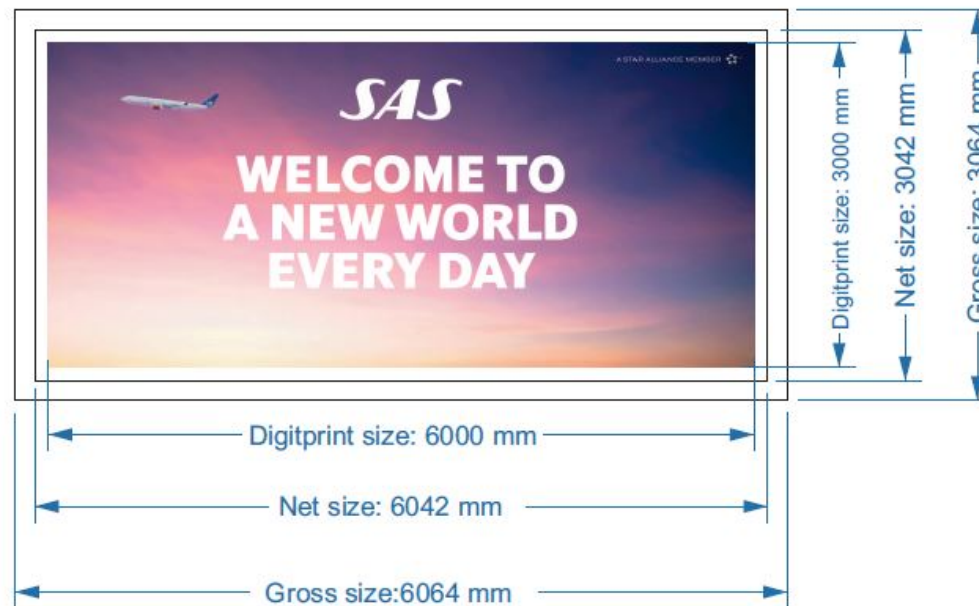 A STAR ALLIANCE MEMBER
SAS
WELCOME TO
A NEW WORLD
EVERY DAY
Digitprint size: 3000 mm
Net size: 3042 mm
Gross size: 3064 mm
Digitprint size: 6000 mm
Net size: 6042 mm
Gross size:6064 mm